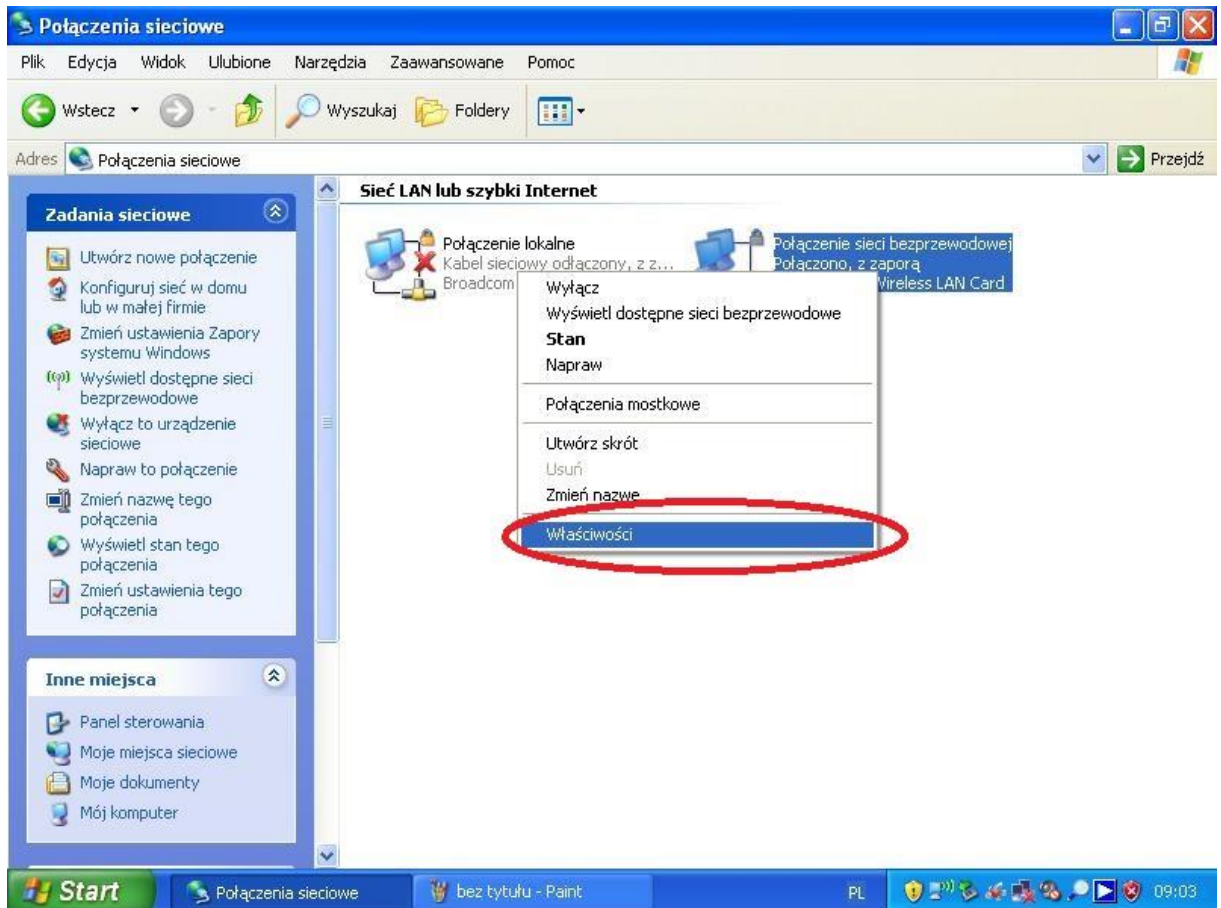 Połączenia sieciowe
Plik Edycja Widok Ulubione Narzędzia Zaawansowane Pomoc
Wstecz Wyszukaj Foldery
Adres Połączenia sieciowe Przejdź
Zadania sieciowe
Utwórz nowe połączenie
Konfiguruj sieć w domu
lub w małej firmie
Zmień ustawienia Zapory
systemu Windows
Wyświetl dostępne sieci
bezprzewodowe
Wyłącz to urządzenie
sieciowe
Napraw to połączenie
Zmień nazwę tego
połączenia
Wyświetl stan tego
połączenia
Zmień ustawienia tego
połączenia
Inne miejsca
Panel sterowania
Moje miejsca sieciowe
Moje dokumenty
Mój komputer
Sieć LAN lub szybki Internet
Połączenie lokalne
Kabel sieciowy odłączony, z z...
Broadcom
Połączenie sieci bezprzewodowej
Połączono, z zaporą
Wireless LAN Card
Wyłącz
Wyświetl dostępne sieci bezprzewodowe
Stan
Napraw
Połączenia mostkowe
Utwórz skrót
Usuń
Zmień nazwę
Właściwości
Start Połączenia sieciowe bez tytułu - Paint PL 09:03